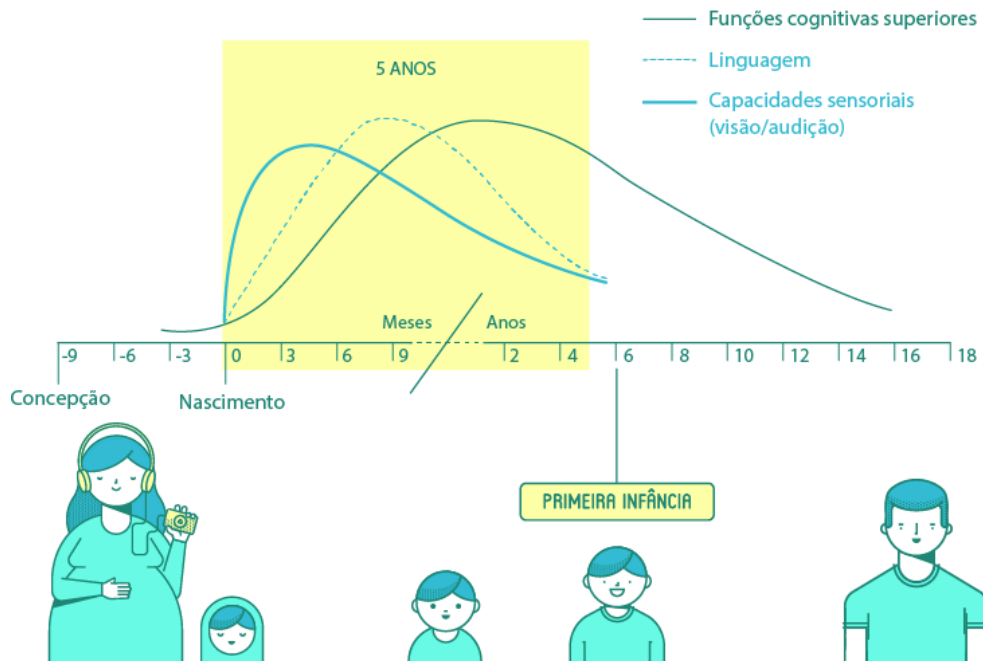 Funções cognitivas superiores
Linguagem
Capacidades sensoriais
(visão/audição)
5 ANOS
Meses
Anos
-9 -6 -3 0 3 6 9 2 4 6 8 10 12 14 16 18
Concepção
Nascimento
PRIMEIRA INFÂNCIA